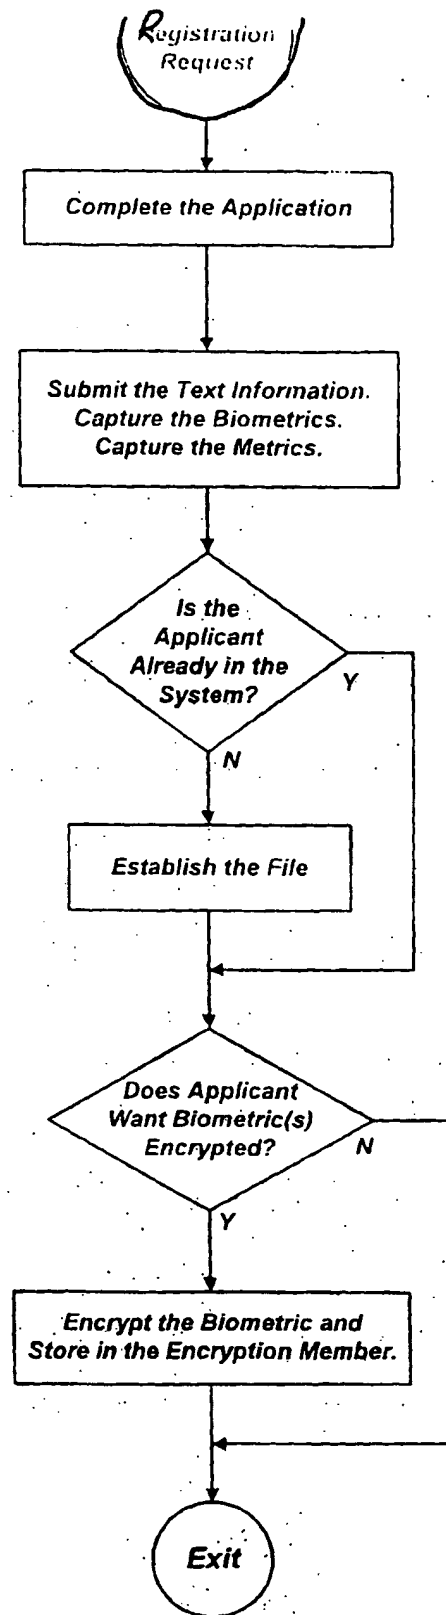 Registration
Request
Complete the Application
Submit the Text Information.
Capture the Biometrics.
Capture the Metrics.
Is the
Applicant
Already in the
System?
Y
N
Establish the File
Does Applicant
Want Biometric(s)
Encrypted?
N
Y
Encrypt the Biometric and
Store in the Encryption Member.
Exit